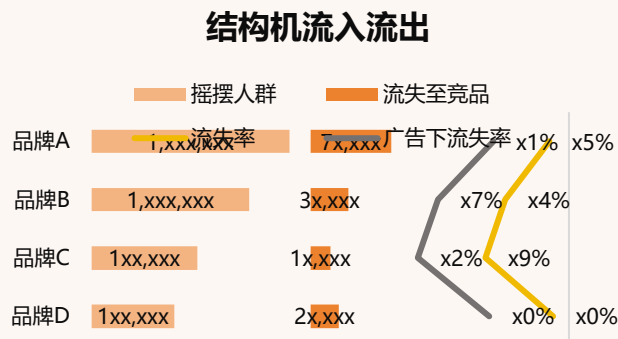 结构机流入流出
摇摆人群 流失至竞品
流失率 广告下流失率
品牌A 1,xxx,xxx 7x,xxx x1% x5%
品牌B 1,xxx,xxx 3x,xxx x7% x4%
品牌C 1xx,xxx 1x,xxx x2% x9%
品牌D 1xx,xxx 2x,xxx x0% x0%